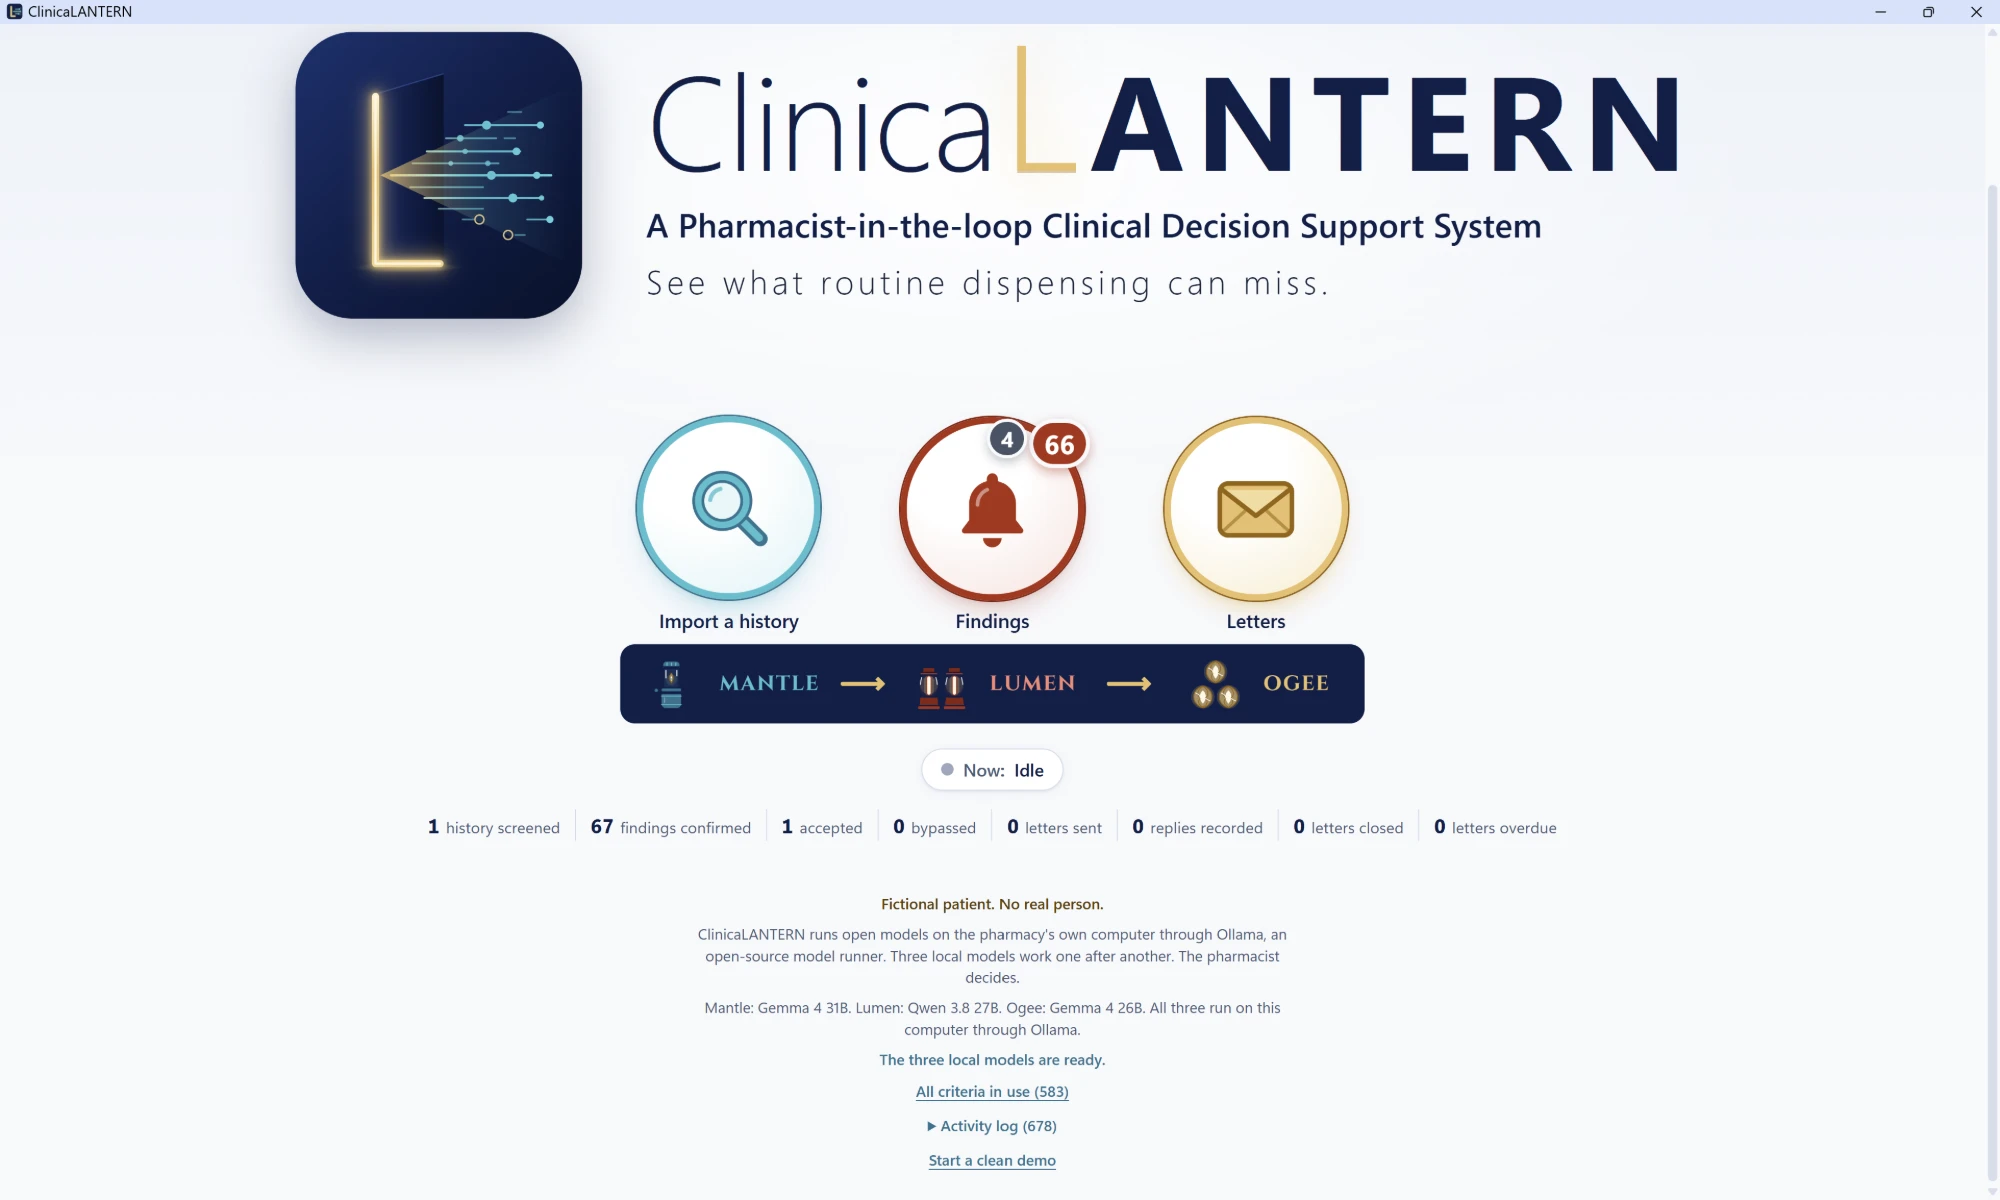 ClinicaLANTERN
ClinicaLANTERN
A Pharmacist-in-the-loop Clinical Decision Support System
See what routine dispensing can miss.
4
66
Import a history
Findings
Letters
MANTLE
LUMEN
OGEE
Now: Idle
1 history screened
67 findings confirmed
1 accepted
0 bypassed
0 letters sent
0 replies recorded
0 letters closed
0 letters overdue
Fictional patient. No real person.
ClinicaLANTERN runs open models on the pharmacy's own computer through Ollama, an
open-source model runner. Three local models work one after another. The pharmacist
decides.
Mantle: Gemma 4 31B. Lumen: Qwen 3.8 27B. Ogee: Gemma 4 26B. All three run on this
computer through Ollama.
The three local models are ready.
All criteria in use (583)
Activity log (678)
Start a clean demo